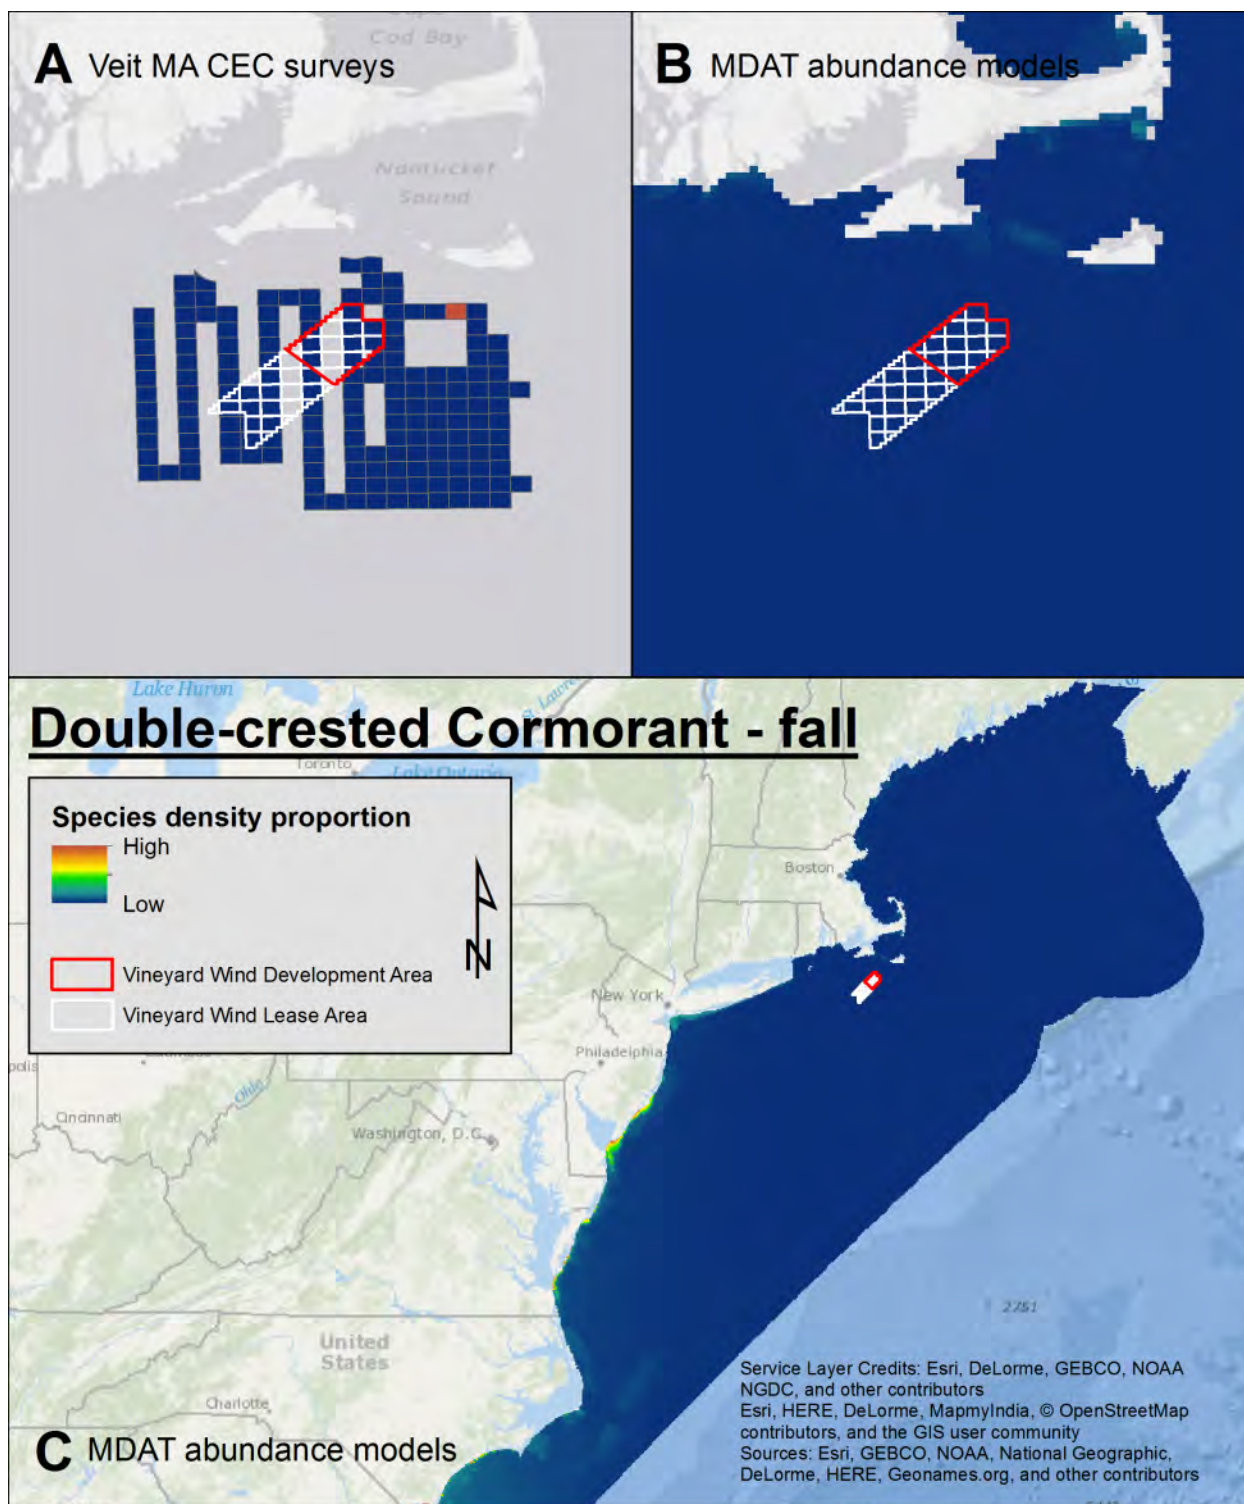 A Veit MA CEC surveys
Cod Bay
Nantucket
Sound
B MDAT abundance models
Lake Huron
St. Lawre
Double-crested Cormorant - fall
Toronto
Lake Ontario
Species density proportion
High
Low
N
Vineyard Wind Development Area
Vineyard Wind Lease Area
Boston
New York
Philadelphia
polis
Ohio
Cincinnati
Washington, D.C.
2751
United
States
Charlotte
C MDAT abundance models
Service Layer Credits: Esri, DeLorme, GEBCO, NOAA
NGDC, and other contributors
Esri, HERE, DeLorme, MapmyIndia, © OpenStreetMap
contributors, and the GIS user community
Sources: Esri, GEBCO, NOAA, National Geographic,
DeLorme, HERE, Geonames.org, and other contributors